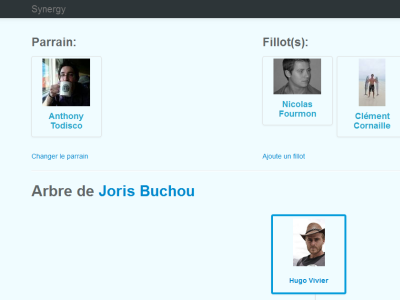 Synergy
Parrain:
Fillot(s):
Anthony
Todisco
Nicolas
Fourmon
Clément
Cornaille
Changer le parrain
Ajoute un fillot
Arbre de Joris Buchou
Hugo Vivier